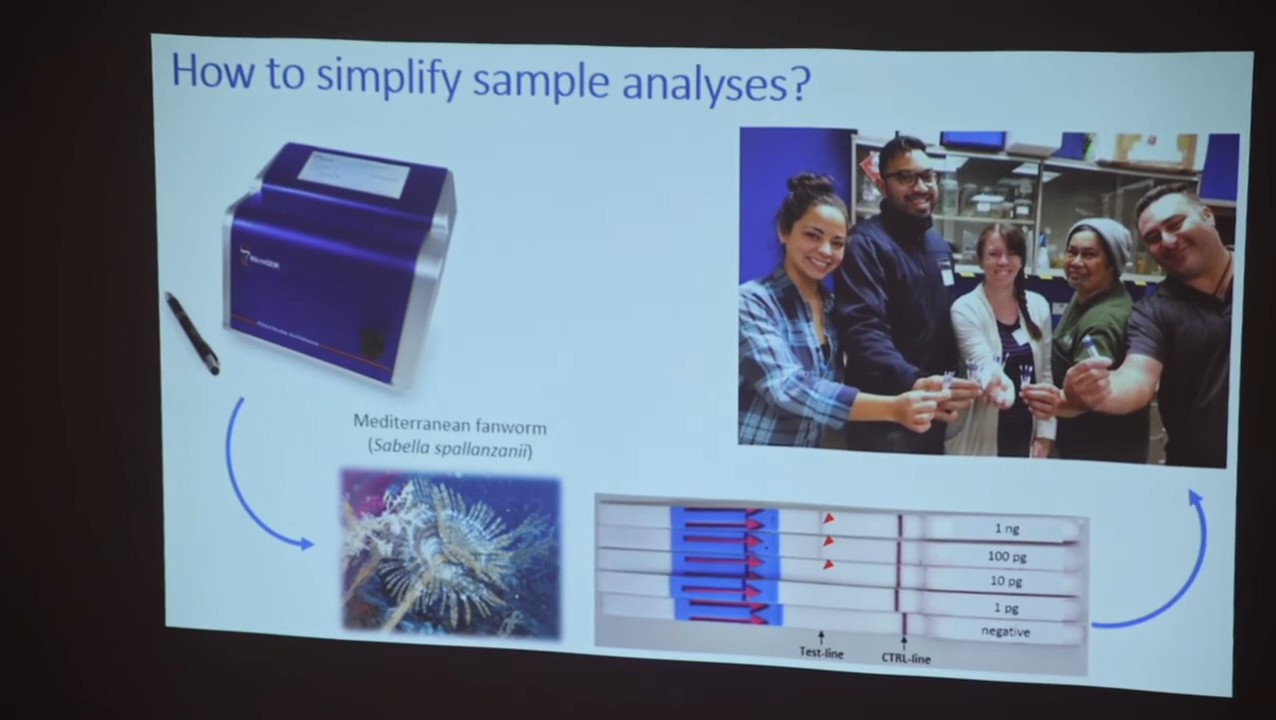 How to simplify sample analyses?
MicroGEM
Mediterranean fanworm
(Sabella spallanzanii)
1 ng
100 pg
10 pg
1 pg
negative
Test-line
CTRL-line